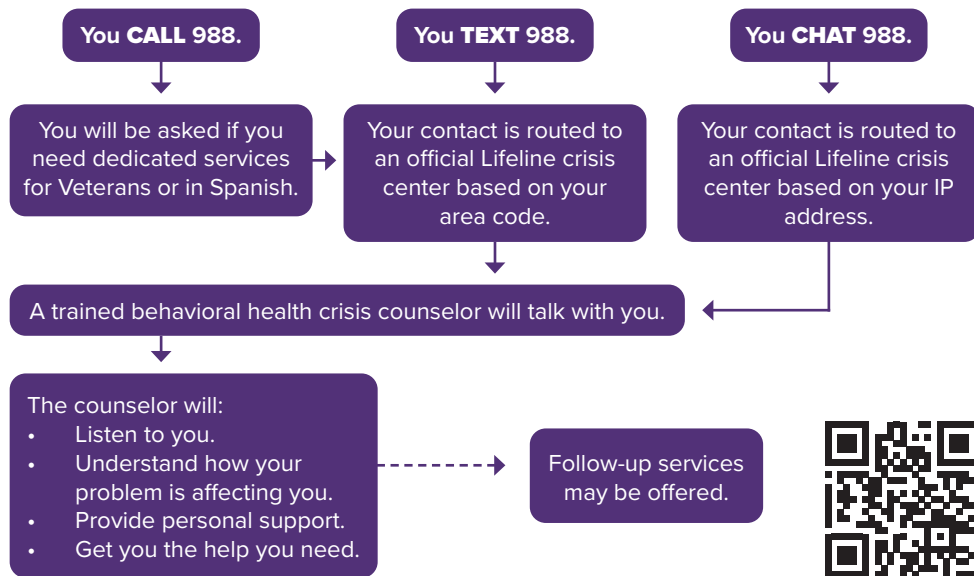 You CALL 988.
You TEXT 988.
You CHAT 988.
You will be asked if you
need dedicated services
for Veterans or in Spanish.
Your contact is routed to
an official Lifeline crisis
center based on your
area code.
Your contact is routed to
an official Lifeline crisis
center based on your IP
address.
A trained behavioral health crisis counselor will talk with you.
The counselor will:
• Listen to you.
• Understand how your
problem is affecting you.
• Provide personal support.
• Get you the help you need.
Follow-up services
may be offered.